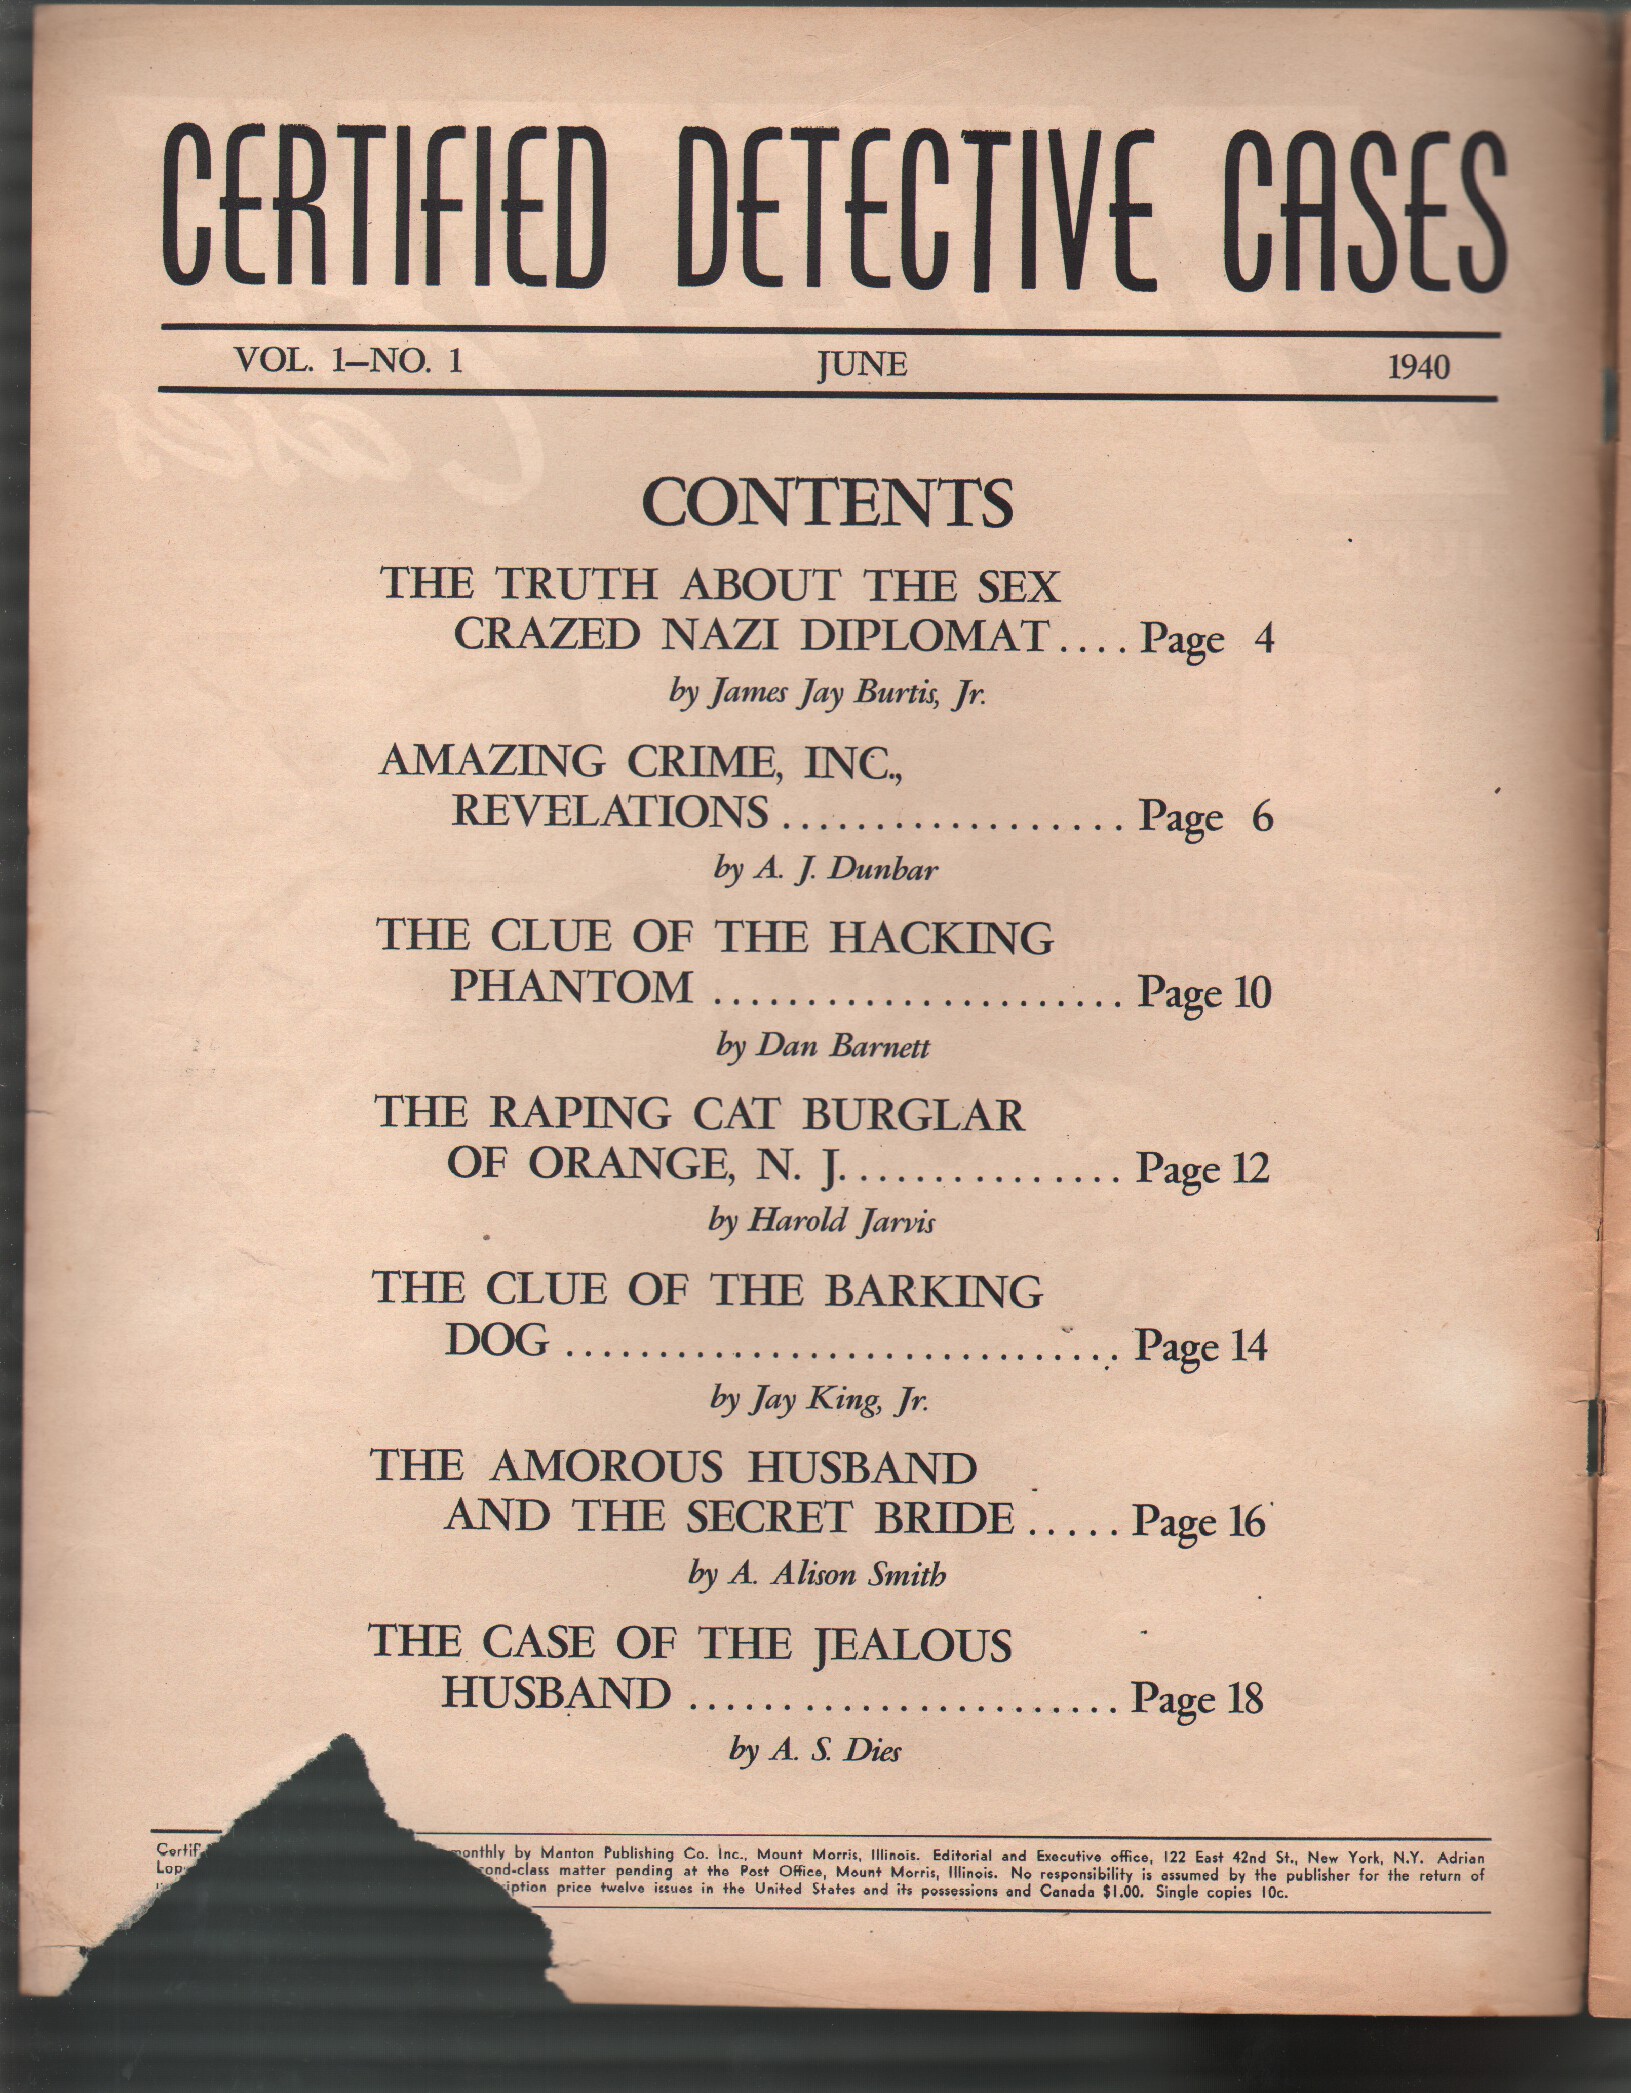 CERTIFIED DETECTIVE CASES
VOL. 1—NO. 1 JUNE 1940
CONTENTS
THE TRUTH ABOUT THE SEX
CRAZED NAZI DIPLOMAT .... Page 4
by James Jay Burtis, Jr.
AMAZING CRIME, INC.,
REVELATIONS ................... Page 6
by A. J. Dunbar
THE CLUE OF THE HACKING
PHANTOM ....................... Page 10
by Dan Barnett
THE RAPING CAT BURGLAR
OF ORANGE, N. J. ............... Page 12
by Harold Jarvis
THE CLUE OF THE BARKING
DOG .............................. Page 14
by Jay King, Jr.
THE AMOROUS HUSBAND
AND THE SECRET BRIDE ..... Page 16
by A. Alison Smith
THE CASE OF THE JEALOUS
HUSBAND ........................ Page 18
by A. S. Dies
monthly by Manton Publishing Co. Inc., Mount Morris, Illinois. Editorial and Executive office, 122 East 42nd St., New York, N.Y. Adrian
matter pending at the Post Office, Mount Morris, Illinois. No responsibility is assumed by the publisher for the return of
price twelve issues in the United States and its possessions and Canada $1.00. Single copies 10c.